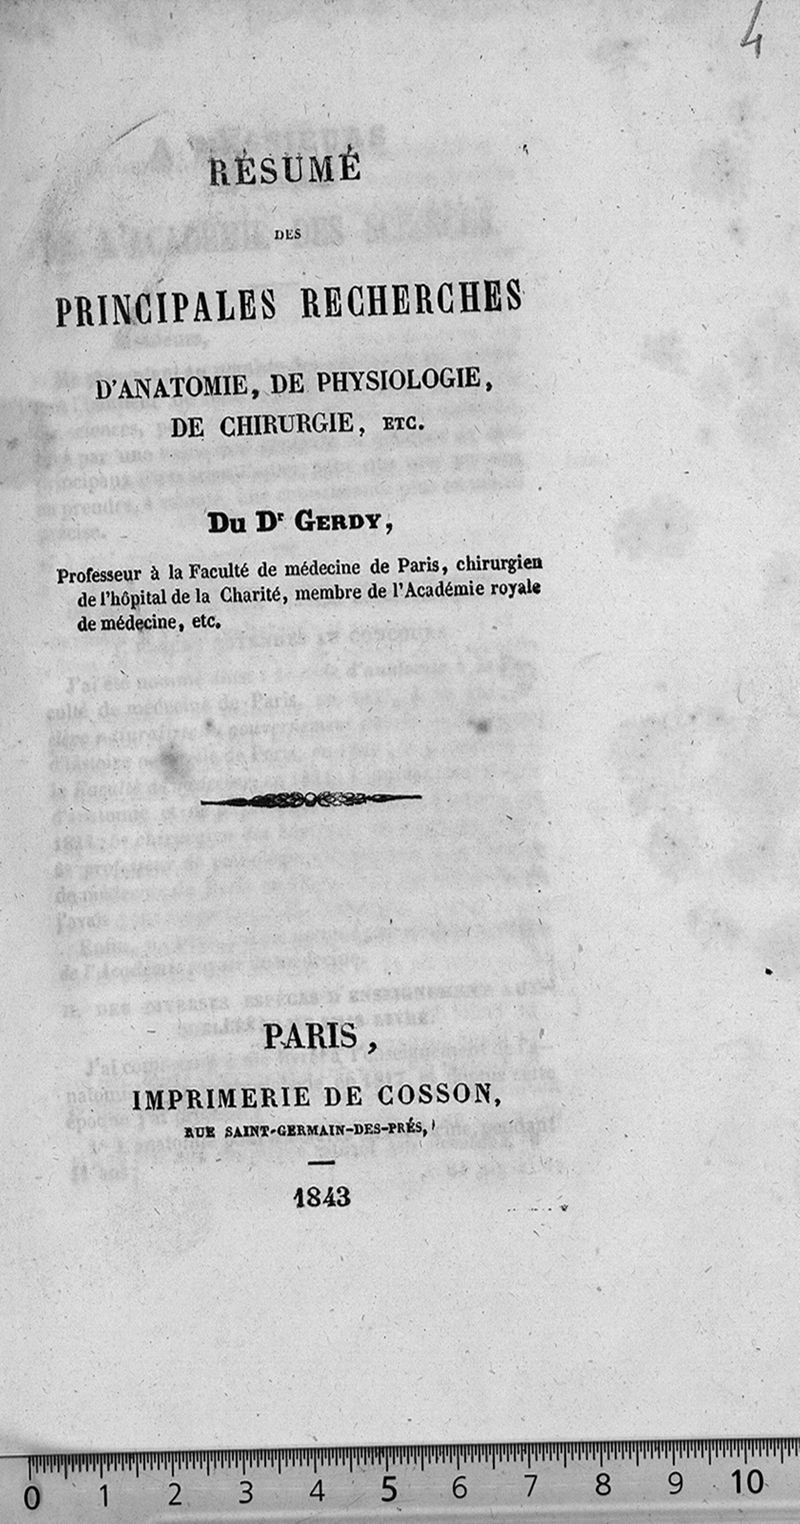 4
RÉSUMÉ
DES
PRINCIPALES RECHERCHES
D'ANATOMIE, DE PHYSIOLOGIE,
DE CHIRURGIE, ETC.
Du Dr GERDY,
Professeur à la Faculté de médecine de Paris, chirurgien
de l'hôpital de la Charité, membre de l'Académie royale
de médecine, etc.
PARIS,
IMPRIMERIE DE COSSON,
RUE SAINT-GERMAIN-DES-PRÉS,
1843
0 1 2 3 4 5 6 7 8 9 10